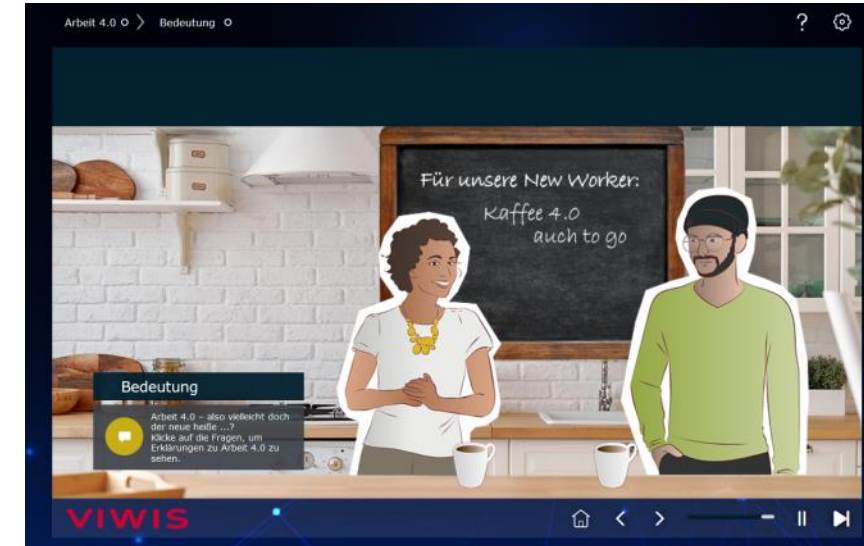 Arbeit 4.0 Bedeutung ?
Für unsere New Worker:
Kaffee 4.0
auch to go
Bedeutung
Arbeit 4.0 – also vielleicht doch
der neue heiße ...?
Klicke auf die Fragen, um
Erklärungen zu Arbeit 4.0 zu
sehen.
VIWIS